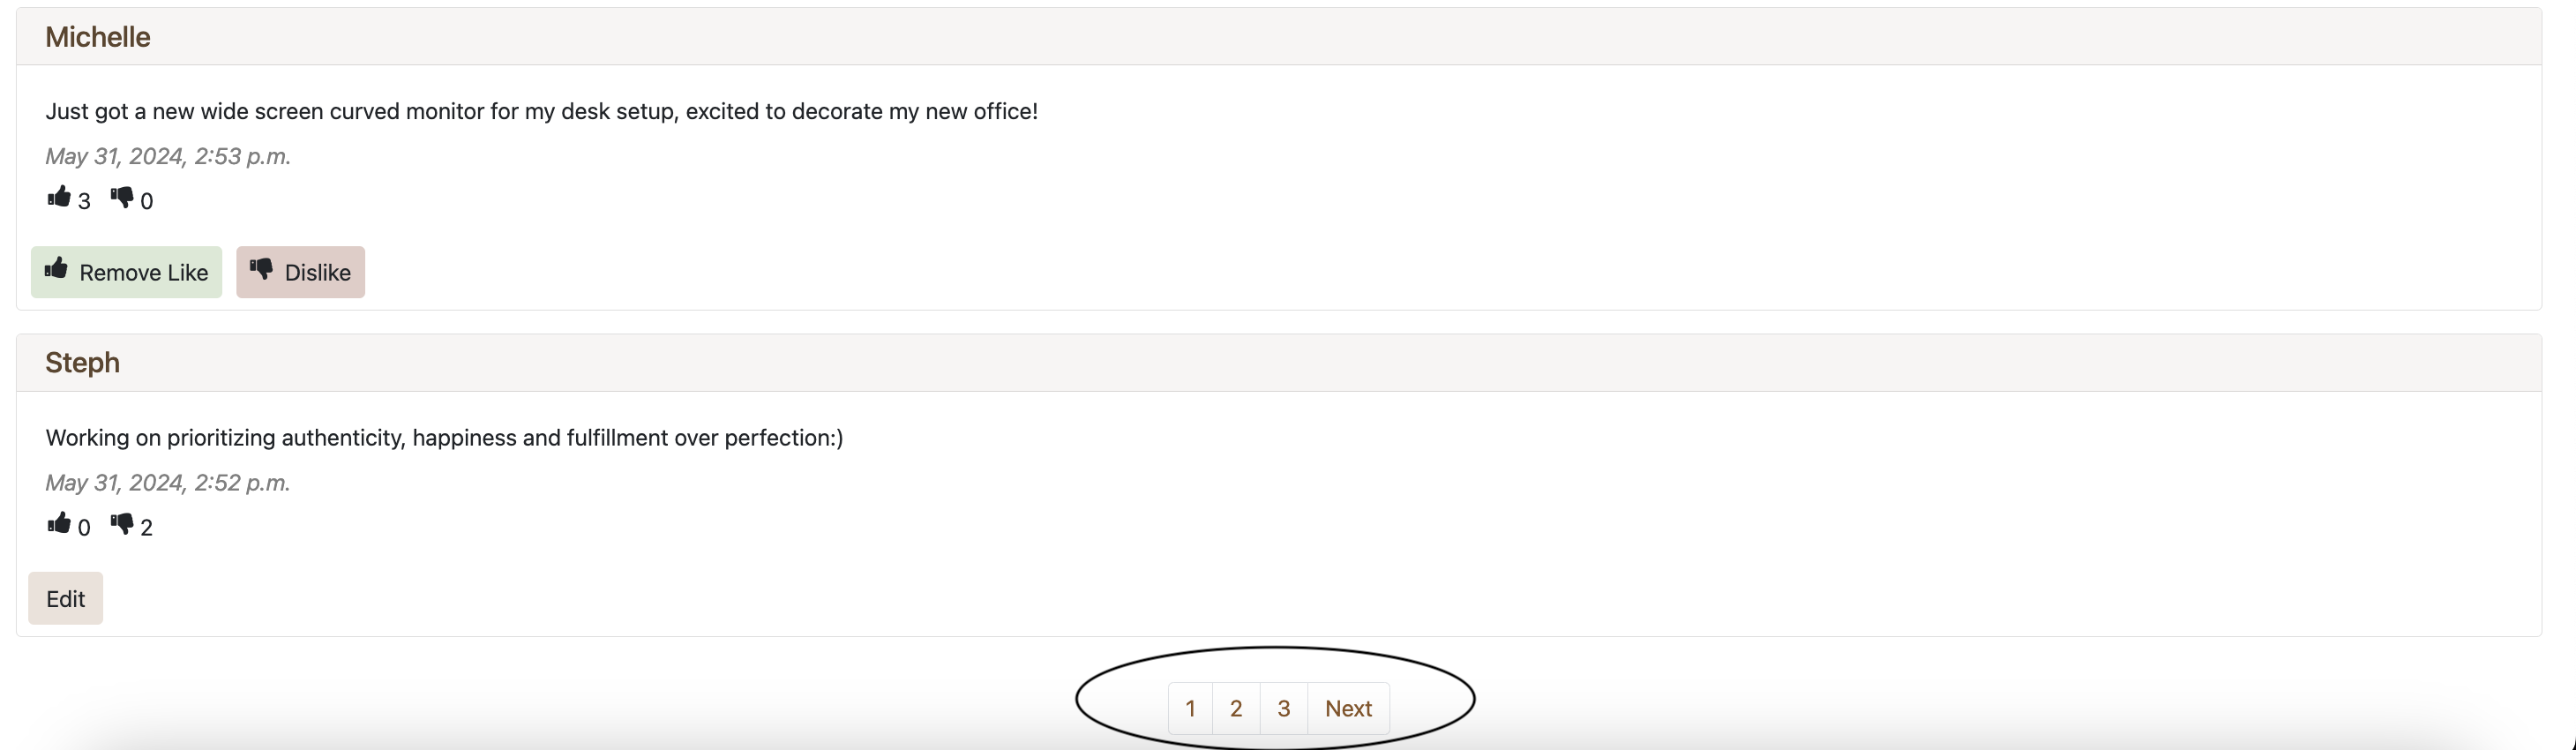 Michelle
Just got a new wide screen curved monitor for my desk setup, excited to decorate my new office!
May 31, 2024, 2:53 p.m.
3 0
Remove Like Dislike
Steph
Working on prioritizing authenticity, happiness and fulfillment over perfection:)
May 31, 2024, 2:52 p.m.
0 2
Edit
1 2 3 Next